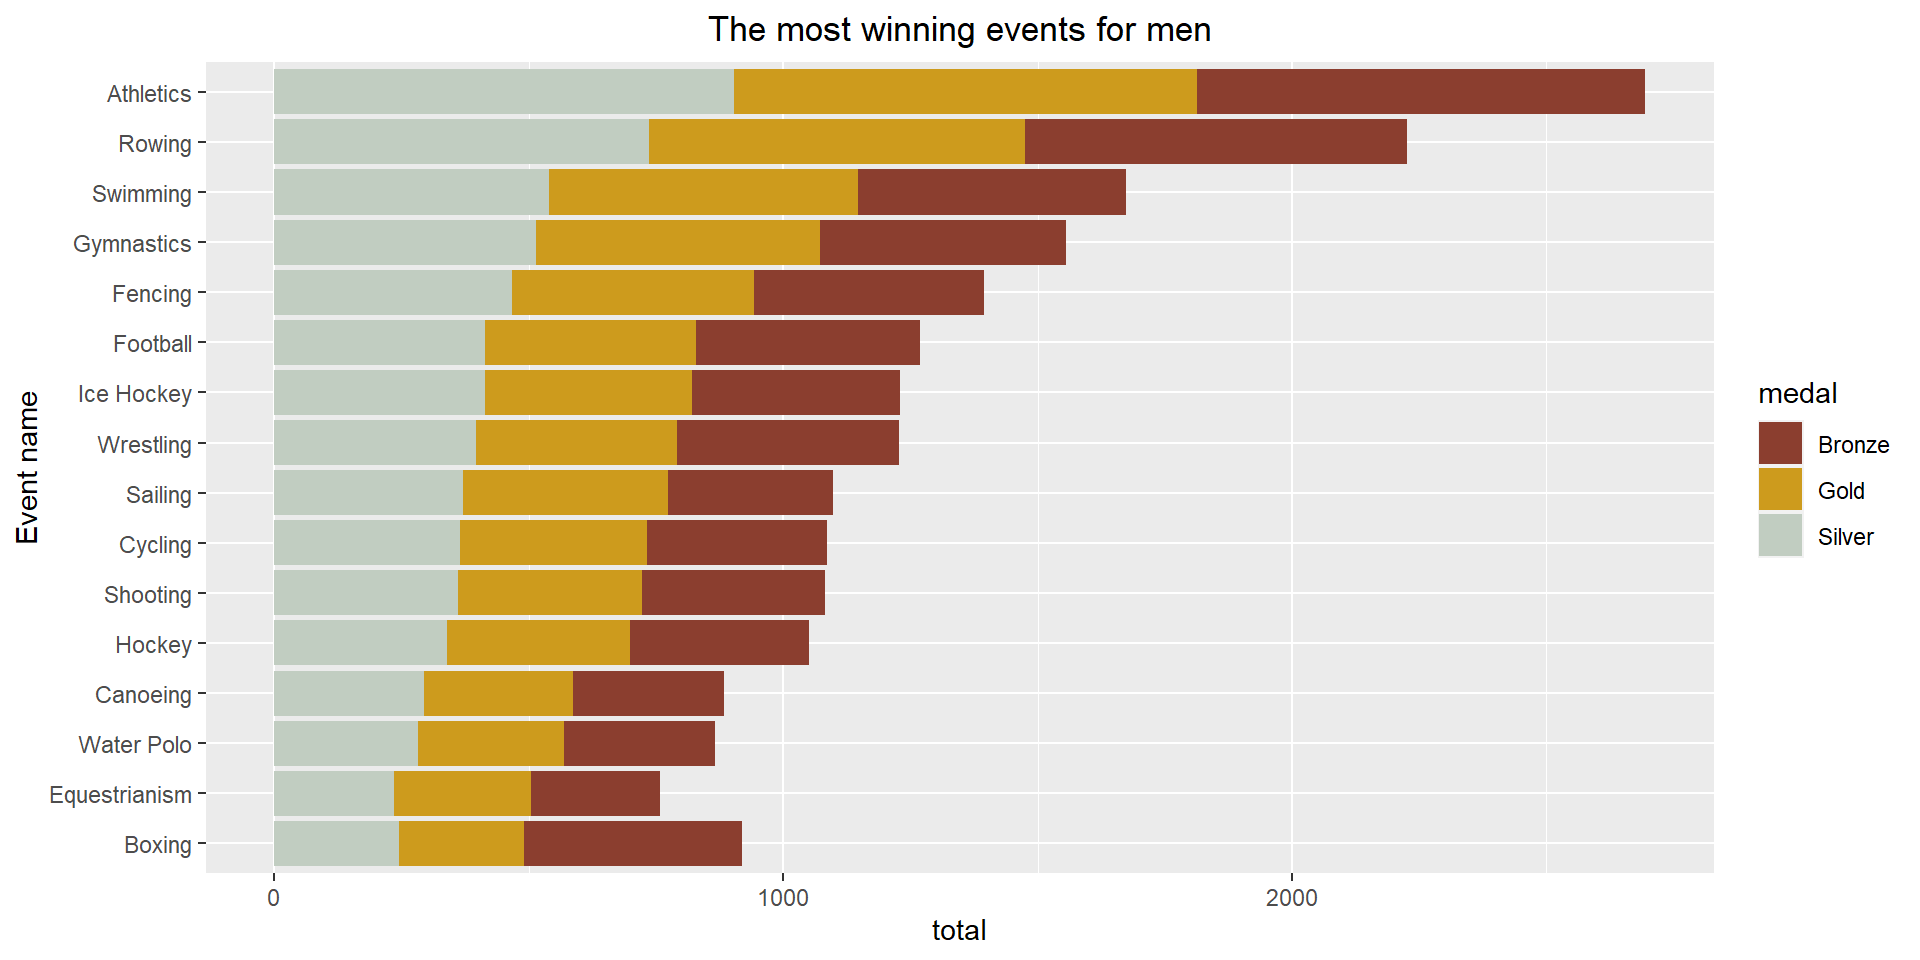 The most winning events for men
Event name
Athletics
Rowing
Swimming
Gymnastics
Fencing
Football
Ice Hockey
Wrestling
Sailing
Cycling
Shooting
Hockey
Canoeing
Water Polo
Equestrianism
Boxing
0
1000
2000
total
medal
Bronze
Gold
Silver